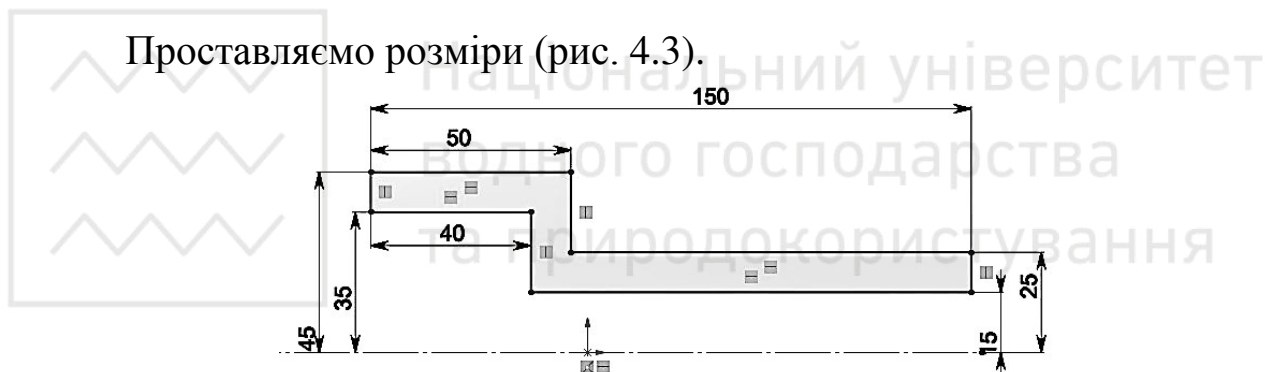 Проставляємо розміри (рис. 4.3).
Національний університет
водного господарства
та природокористування
150
50
40
35
45
25
15